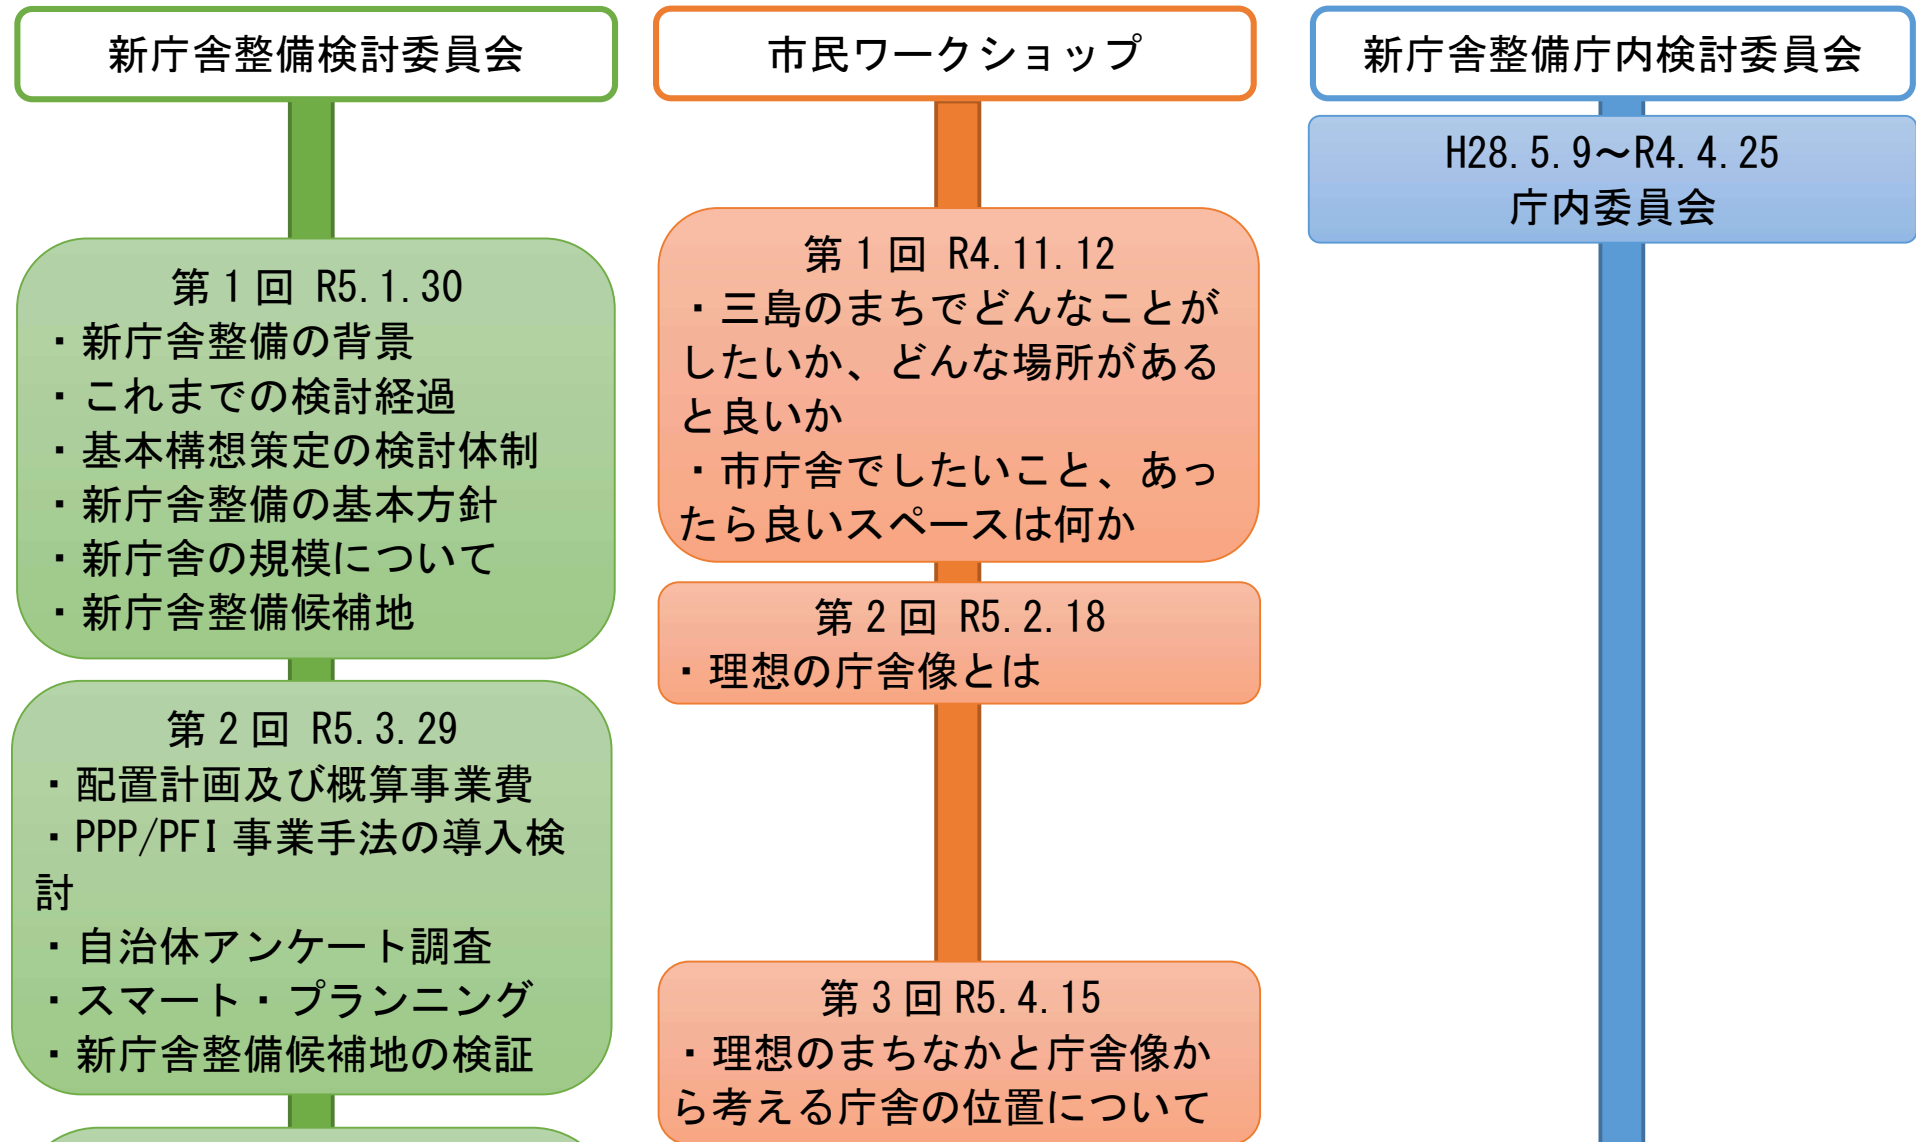 新庁舎整備検討委員会
第1回 R5.1.30
・新庁舎整備の背景
・これまでの検討経過
・基本構想策定の検討体制
・新庁舎整備の基本方針
・新庁舎の規模について
・新庁舎整備候補地
第2回 R5.3.29
・配置計画及び概算事業費
・PPP/PFI 事業手法の導入検
討
・自治体アンケート調査
・スマート・プランニング
・新庁舎整備候補地の検証
市民ワークショップ
第1回 R4.11.12
・三島のまちでどんなことが
したいか、どんな場所がある
と良いか
・市庁舎でしたいこと、あっ
たら良いスペースは何か
第2回 R5.2.18
・理想の庁舎像とは
第3回 R5.4.15
・理想のまちなかと庁舎像か
ら考える庁舎の位置について
新庁舎整備庁内検討委員会
H28.5.9～R4.4.25
庁内委員会